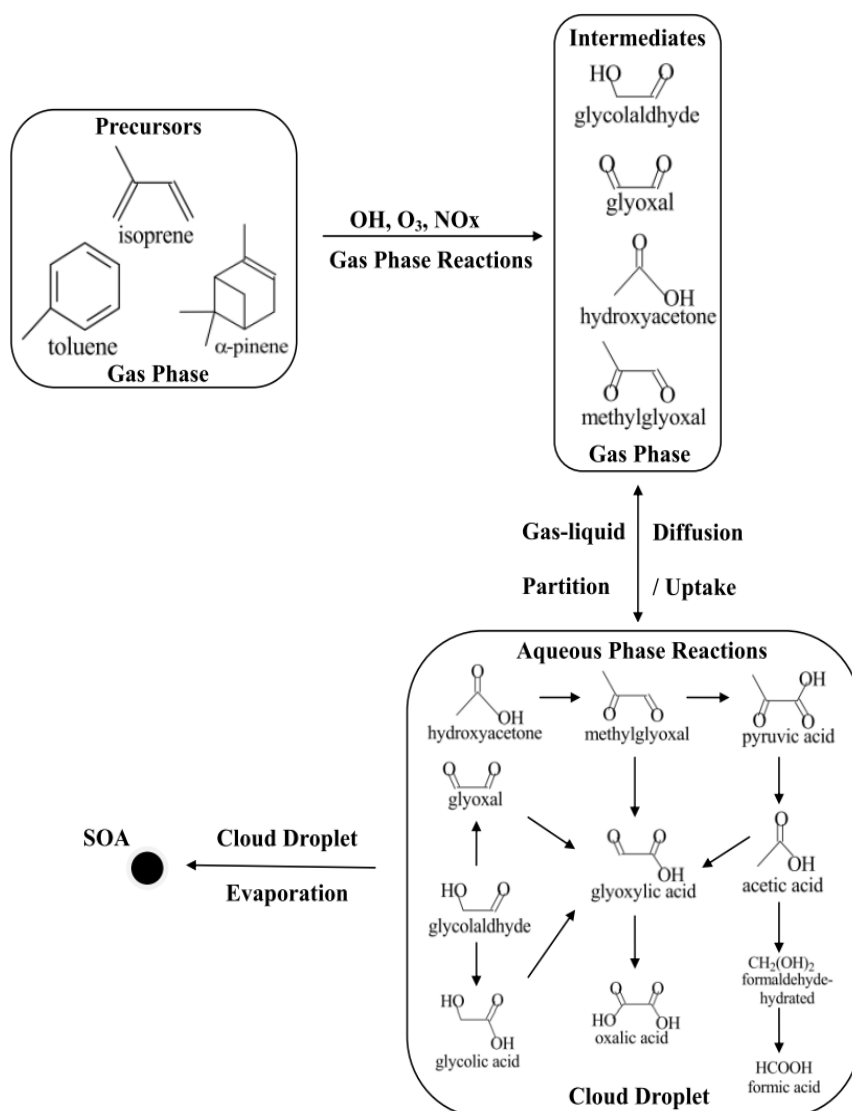 Precursors
isoprene
toluene
α-pinene
Gas Phase
OH, O₃, NOx
Gas Phase Reactions
Intermediates
HO O
glycolaldhyde
O O
glyoxal
O
OH
hydroxyacetone
O O
methylglyoxal
Gas Phase
Gas-liquid Diffusion
Partition / Uptake
Aqueous Phase Reactions
O
OH
hydroxyacetone
O O
methylglyoxal
OH
O O
pyruvic acid
O O
glyoxal
O O
OH
glyoxylic acid
O
OH
acetic acid
HO O
glycolaldhyde
HO O
OH
glycolic acid
O O
HO OH
oxalic acid
CH₂(OH)₂
formaldehyde-
hydrated
HCOOH
formic acid
Cloud Droplet
SOA
Cloud Droplet
Evaporation